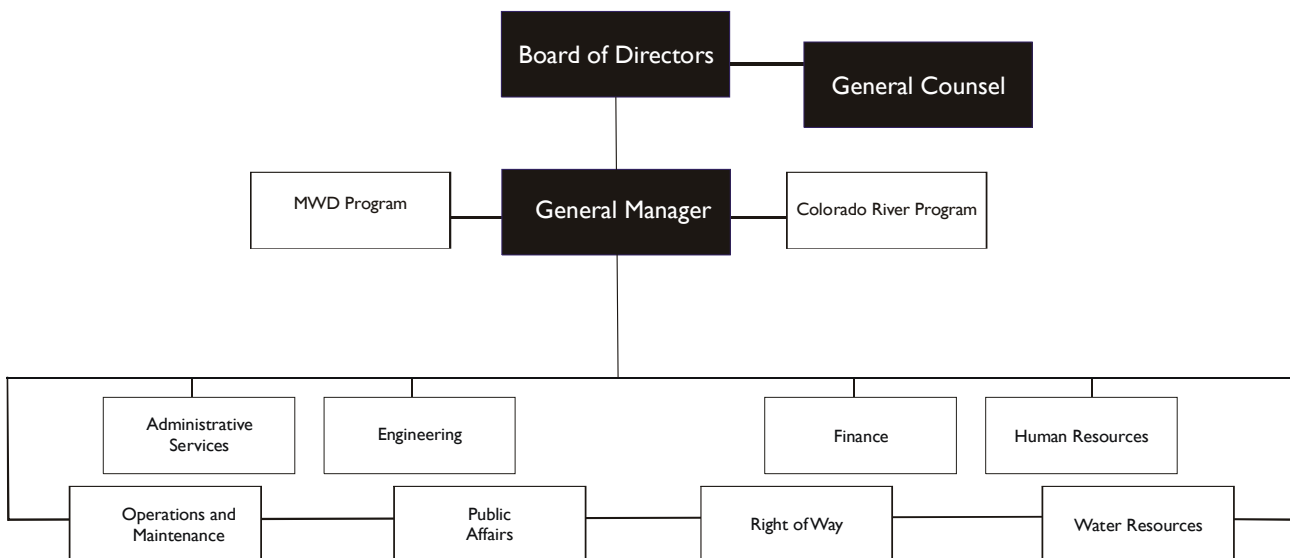 Board of Directors
General Counsel
MWD Program
General Manager
Colorado River Program
Administrative
Services
Engineering
Finance
Human Resources
Operations and
Maintenance
Public
Affairs
Right of Way
Water Resources